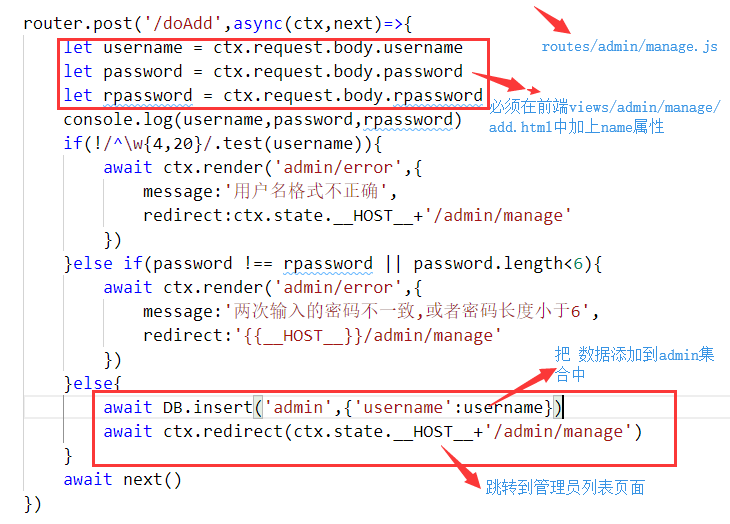 router.post('/doAdd',async(ctx,next)=>{
routes/admin/manage.js
let username = ctx.request.body.username
let password = ctx.request.body.password
let rpassword = ctx.request.body.rpassword
必须在前端views/admin/manage/
add.html中加上name属性
console.log(username,password,rpassword)
if(!/^\w{4,20}/.test(username)){
await ctx.render('admin/error',{
message:'用户名格式不正确',
redirect:ctx.state.__HOST__+'/admin/manage'
})
}else if(password !== rpassword || password.length<6){
await ctx.render('admin/error',{
message:'两次输入的密码不一致,或者密码长度小于6',
redirect:'{{__HOST__}}/admin/manage'
})
}else{
把 数据添加到admin集
合中
await DB.insert('admin',{'username':username})
await ctx.redirect(ctx.state.__HOST__+'/admin/manage')
}
跳转到管理员列表页面
await next()
})